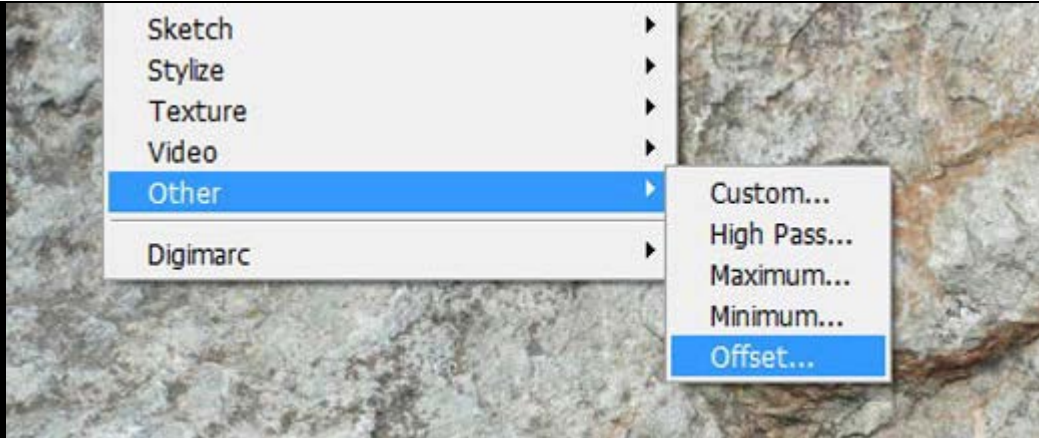 Sketch
Stylize
Texture
Video
Other
Digimarc
Custom...
High Pass...
Maximum...
Minimum...
Offset...